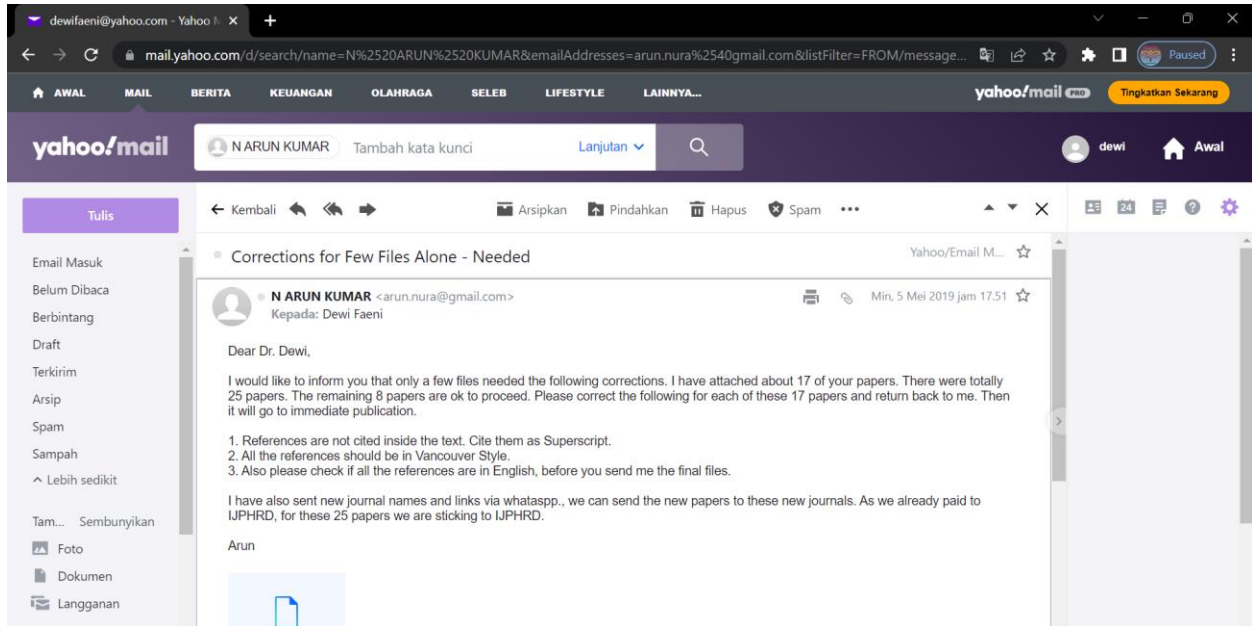 dewifaeni@yahoo.com - Yahoo
mail.yahoo.com/d/search/name=N%2520ARUN%2520KUMAR&emailAddresses=arun.nura%2540gmail.com&listFilter=FROM/message...
Paused
AWAL MAIL BERITA KEUANGAN OLAHRAGA SELEB LIFESTYLE LAINNYA...
yahoo!mail PRO Tingkatkan Sekarang
yahoo!mail
N ARUN KUMAR Tambah kata kunci Lanjutan
dewi Awal
Tulis
Kembali Arsipkan Pindahkan Hapus Spam
24
Email Masuk
Belum Dibaca
Berbintang
Draft
Terkirim
Arsip
Spam
Sampah
Lebih sedikit
Tam... Sembunyikan
Foto
Dokumen
Langganan
Corrections for Few Files Alone - Needed
Yahoo/Email M...
N ARUN KUMAR <arun.nura@gmail.com>
Min, 5 Mei 2019 jam 17.51
Kepada: Dewi Faeni
Dear Dr. Dewi,
I would like to inform you that only a few files needed the following corrections. I have attached about 17 of your papers. There were totally
25 papers. The remaining 8 papers are ok to proceed. Please correct the following for each of these 17 papers and return back to me. Then
it will go to immediate publication.
1. References are not cited inside the text. Cite them as Superscript.
2. All the references should be in Vancouver Style.
3. Also please check if all the references are in English, before you send me the final files.
I have also sent new journal names and links via whataspp., we can send the new papers to these new journals. As we already paid to
IJPHRD, for these 25 papers we are sticking to IJPHRD.
Arun